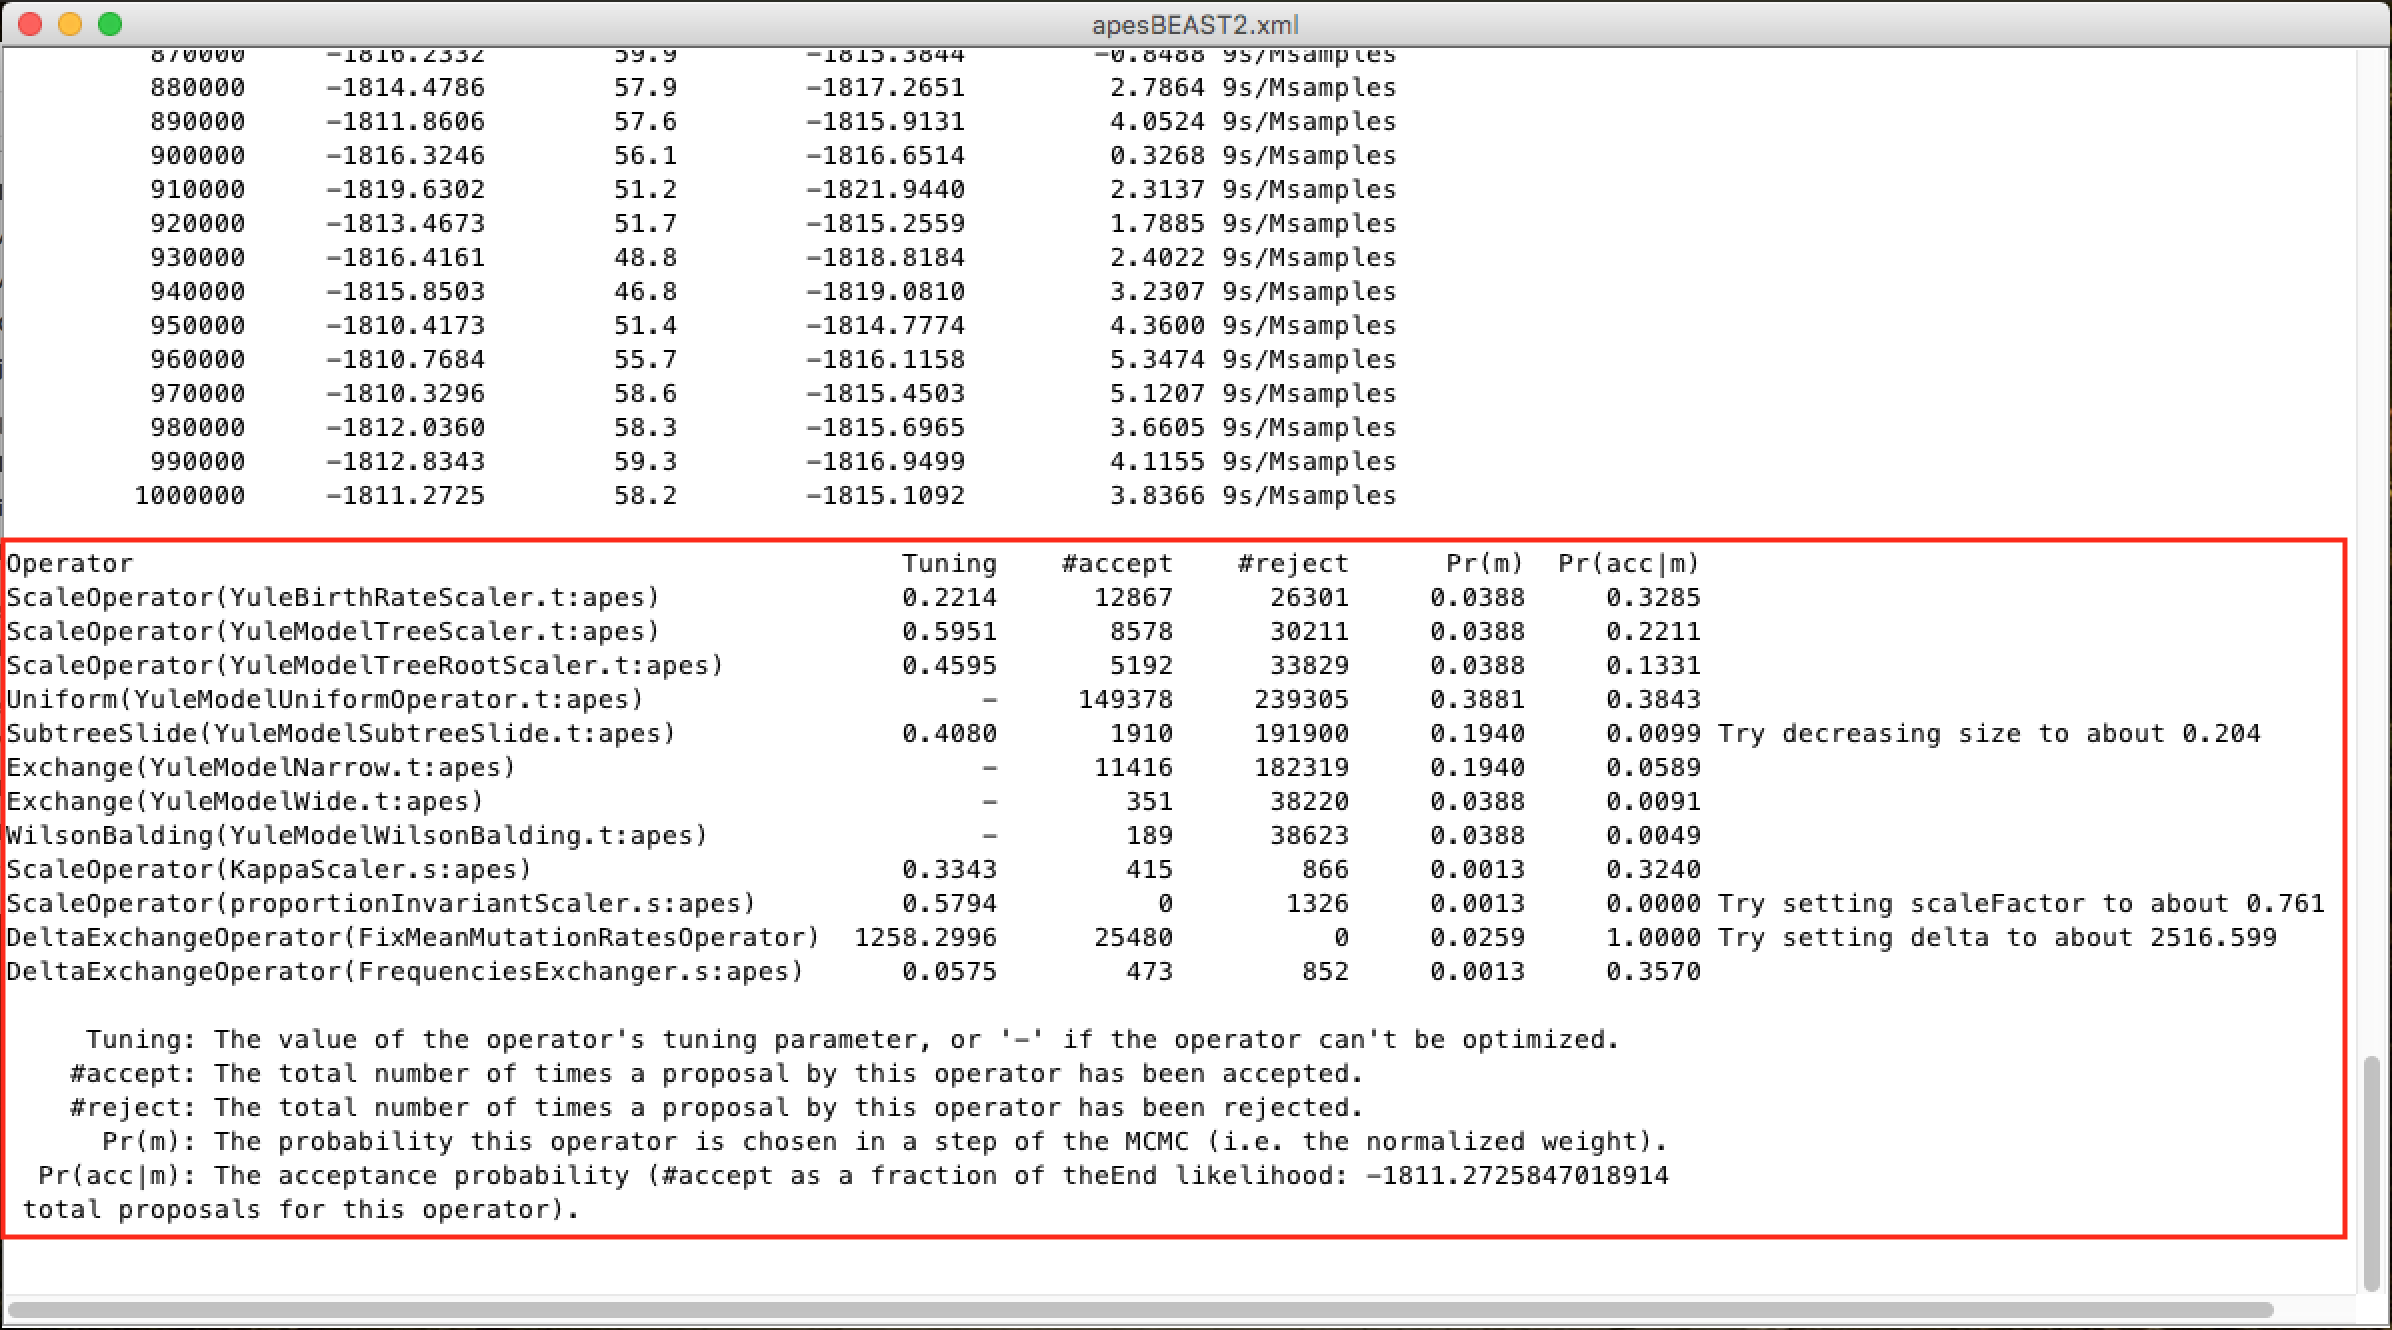 apesBEAST2.xml
870000 -1816.2332 59.9 -1815.3844 -0.8488 9s/Msamples
880000 -1814.4786 57.9 -1817.2651 2.7864 9s/Msamples
890000 -1811.8606 57.6 -1815.9131 4.0524 9s/Msamples
900000 -1816.3246 56.1 -1816.6514 0.3268 9s/Msamples
910000 -1819.6302 51.2 -1821.9440 2.3137 9s/Msamples
920000 -1813.4673 51.7 -1815.2559 1.7885 9s/Msamples
930000 -1816.4161 48.8 -1818.8184 2.4022 9s/Msamples
940000 -1815.8503 46.8 -1819.0810 3.2307 9s/Msamples
950000 -1810.4173 51.4 -1814.7774 4.3600 9s/Msamples
960000 -1810.7684 55.7 -1816.1158 5.3474 9s/Msamples
970000 -1810.3296 58.6 -1815.4503 5.1207 9s/Msamples
980000 -1812.0360 58.3 -1815.6965 3.6605 9s/Msamples
990000 -1812.8343 59.3 -1816.9499 4.1155 9s/Msamples
1000000 -1811.2725 58.2 -1815.1092 3.8366 9s/Msamples
Operator Tuning #accept #reject Pr(m) Pr(acc|m)
ScaleOperator(YuleBirthRateScaler.t:apes) 0.2214 12867 26301 0.0388 0.3285
ScaleOperator(YuleModelTreeScaler.t:apes) 0.5951 8578 30211 0.0388 0.2211
ScaleOperator(YuleModelTreeRootScaler.t:apes) 0.4595 5192 33829 0.0388 0.1331
Uniform(YuleModelUniformOperator.t:apes) - 149378 239305 0.3881 0.3843
SubtreeSlide(YuleModelSubtreeSlide.t:apes) 0.4080 1910 191900 0.1940 0.0099 Try decreasing size to about 0.204
Exchange(YuleModelNarrow.t:apes) - 11416 182319 0.1940 0.0589
Exchange(YuleModelWide.t:apes) - 351 38220 0.0388 0.0091
WilsonBalding(YuleModelWilsonBalding.t:apes) - 189 38623 0.0388 0.0049
ScaleOperator(KappaScaler.s:apes) 0.3343 415 866 0.0013 0.3240
ScaleOperator(proportionInvariantScaler.s:apes) 0.5794 0 1326 0.0013 0.0000 Try setting scaleFactor to about 0.761
DeltaExchangeOperator(FixMeanMutationRatesOperator) 1258.2996 25480 0 0.0259 1.0000 Try setting delta to about 2516.599
DeltaExchangeOperator(FrequenciesExchanger.s:apes) 0.0575 473 852 0.0013 0.3570
Tuning: The value of the operator's tuning parameter, or '-' if the operator can't be optimized.
#accept: The total number of times a proposal by this operator has been accepted.
#reject: The total number of times a proposal by this operator has been rejected.
Pr(m): The probability this operator is chosen in a step of the MCMC (i.e. the normalized weight).
Pr(acc|m): The acceptance probability (#accept as a fraction of theEnd likelihood: -1811.2725847018914
total proposals for this operator).